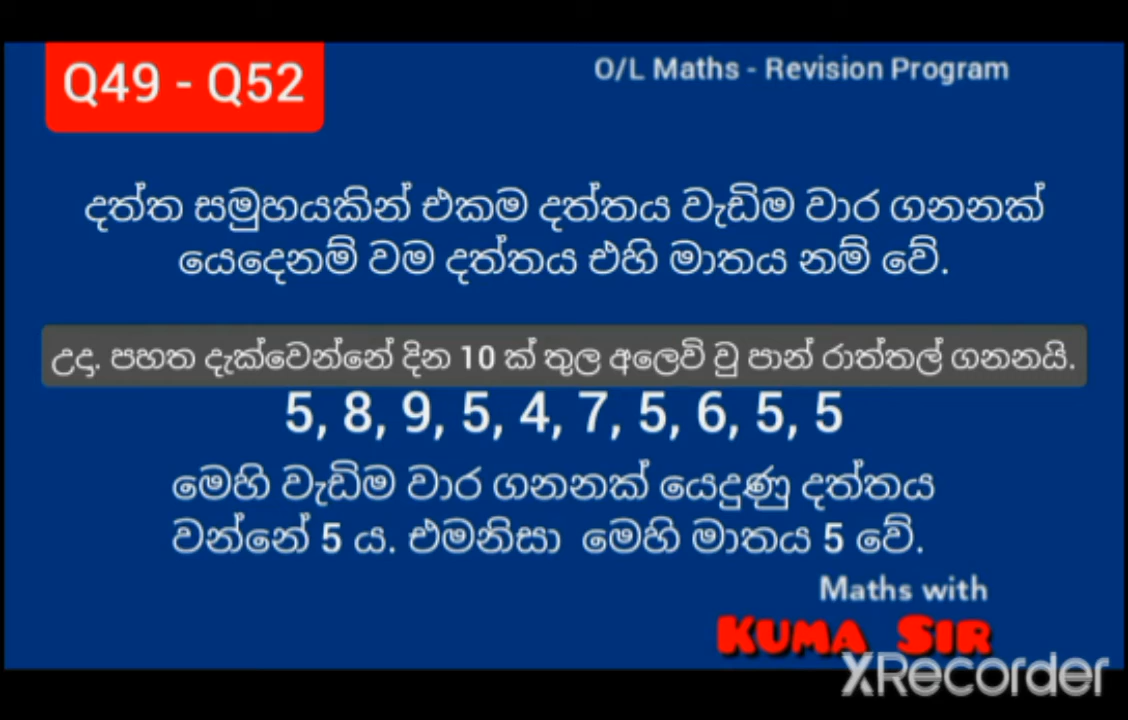 Q49 - Q52
O/L Maths - Revision Program
දත්ත සමුහයකින් එකම දත්තය වැඩිම වාර ගනනක්
යෙදෙනම් වම දත්තය එහි මාතය නම් වේ.
උදා. පහත දැක්වෙන්නේ දින 10 ක් තුල අලෙවි වු පාන් රාත්තල් ගනනයි.
5, 8, 9, 5, 4, 7, 5, 6, 5, 5
මෙහි වැඩිම වාර ගනනක් යෙදුණු දත්තය
වන්නේ 5 ය. එමනිසා මෙහි මාතය 5 වේ.
Maths with
KUMA SIR
XRecorder